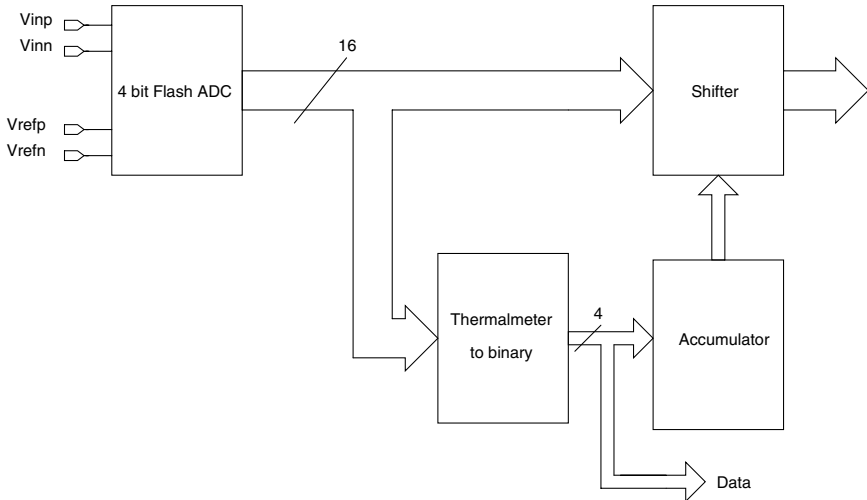 Vinp
Vinn
Vrefp
Vrefn
4 bit Flash ADC
16
Shifter
Thermalmeter
to binary
4
Accumulator
Data